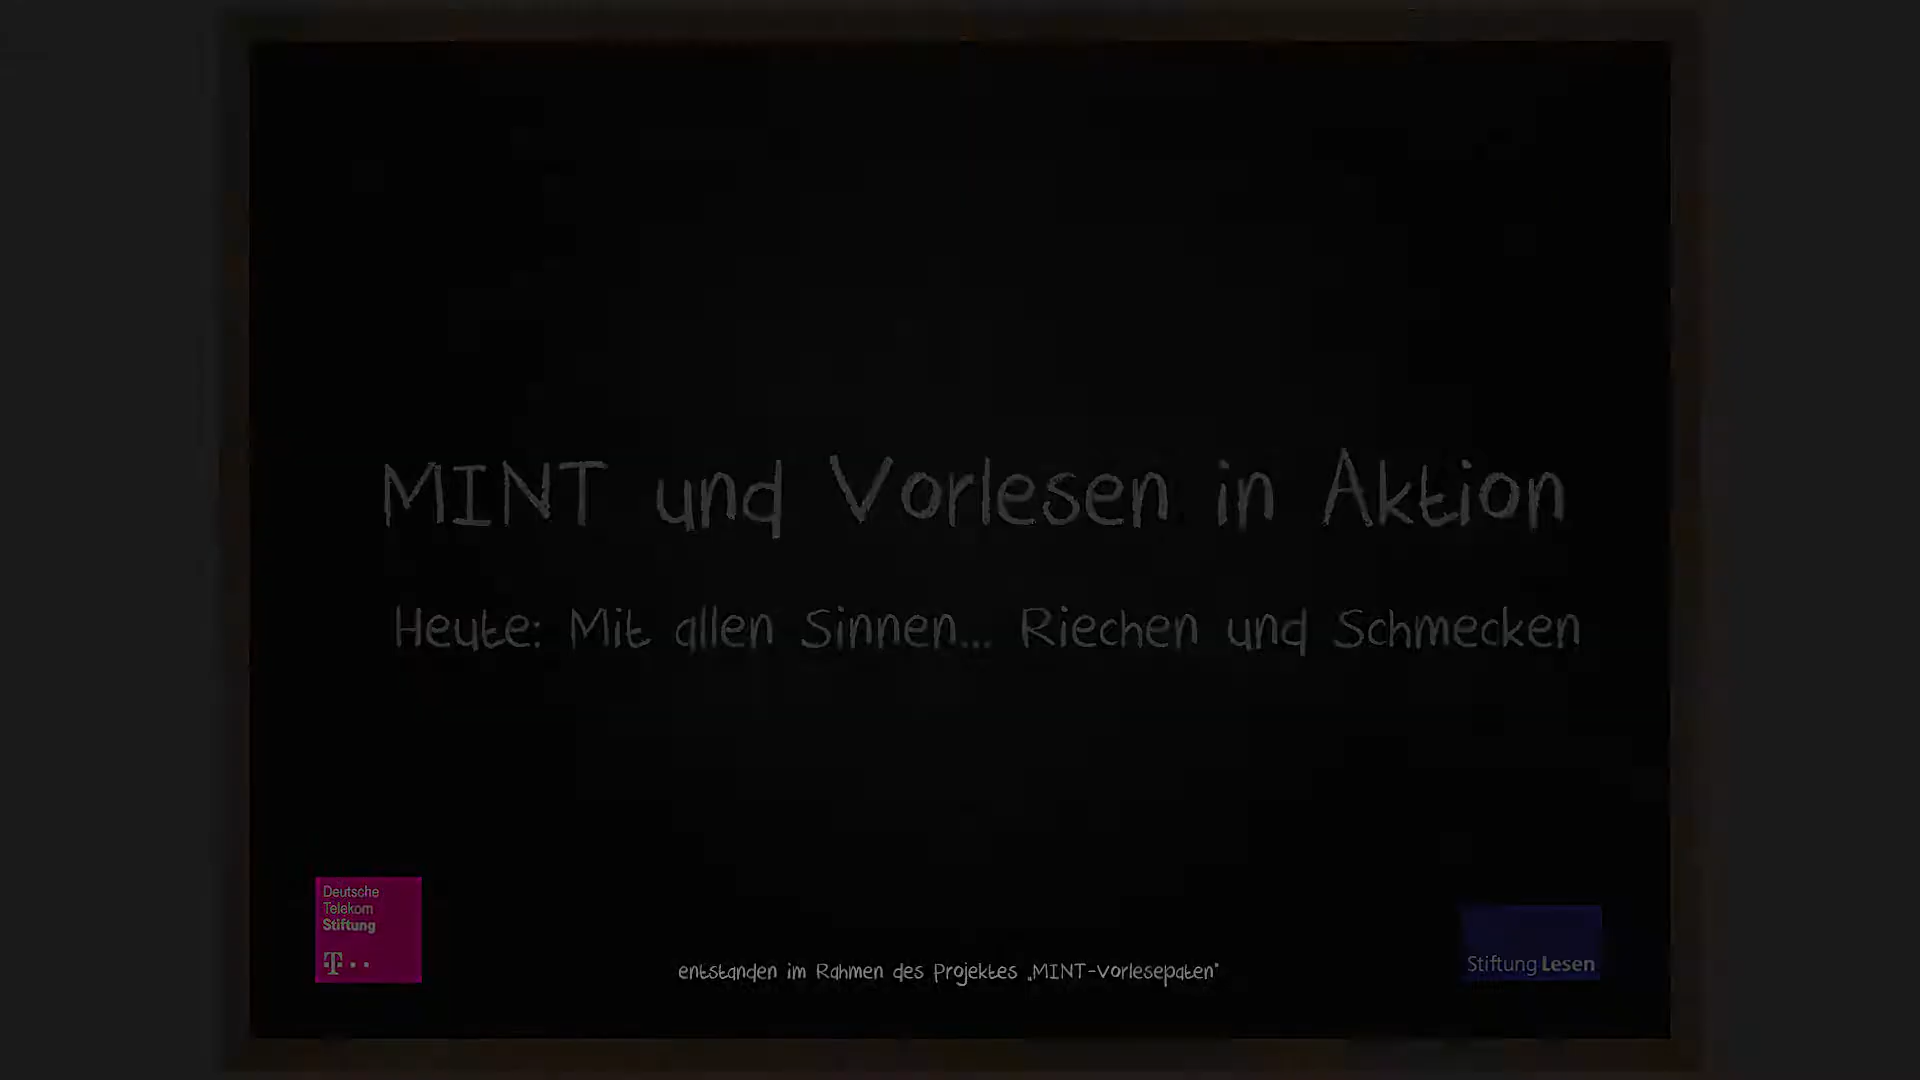 MINT und Vorlesen in Aktion
Heute: Mit allen Sinnen... Riechen und Schmecken
Deutsche
Telekom
Stiftung
T··
entstanden im Rahmen des Projektes „MINT-Vorlesepaten“
Stiftung Lesen